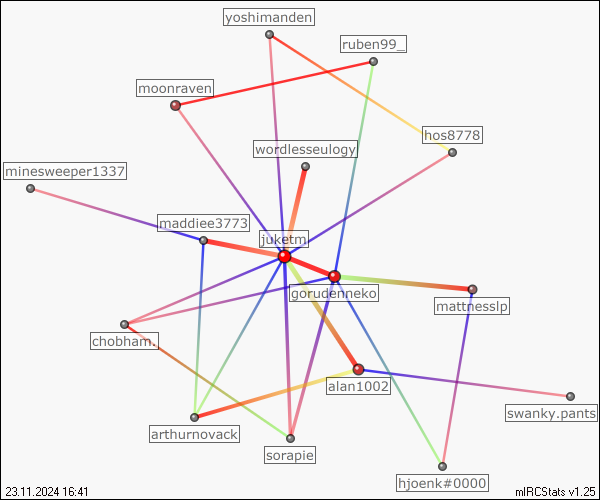 yoshimanden
ruben99_
moonraven
hos8778
wordlesseulogy
minesweeper1337
maddiee3773
juketm
gorudenneko
mattnesslp
chobham.
alan1002
swanky.pants
arthurnovack
sorapie
hjoenk#0000
23.11.2024 16:41
mIRCStats v1.25